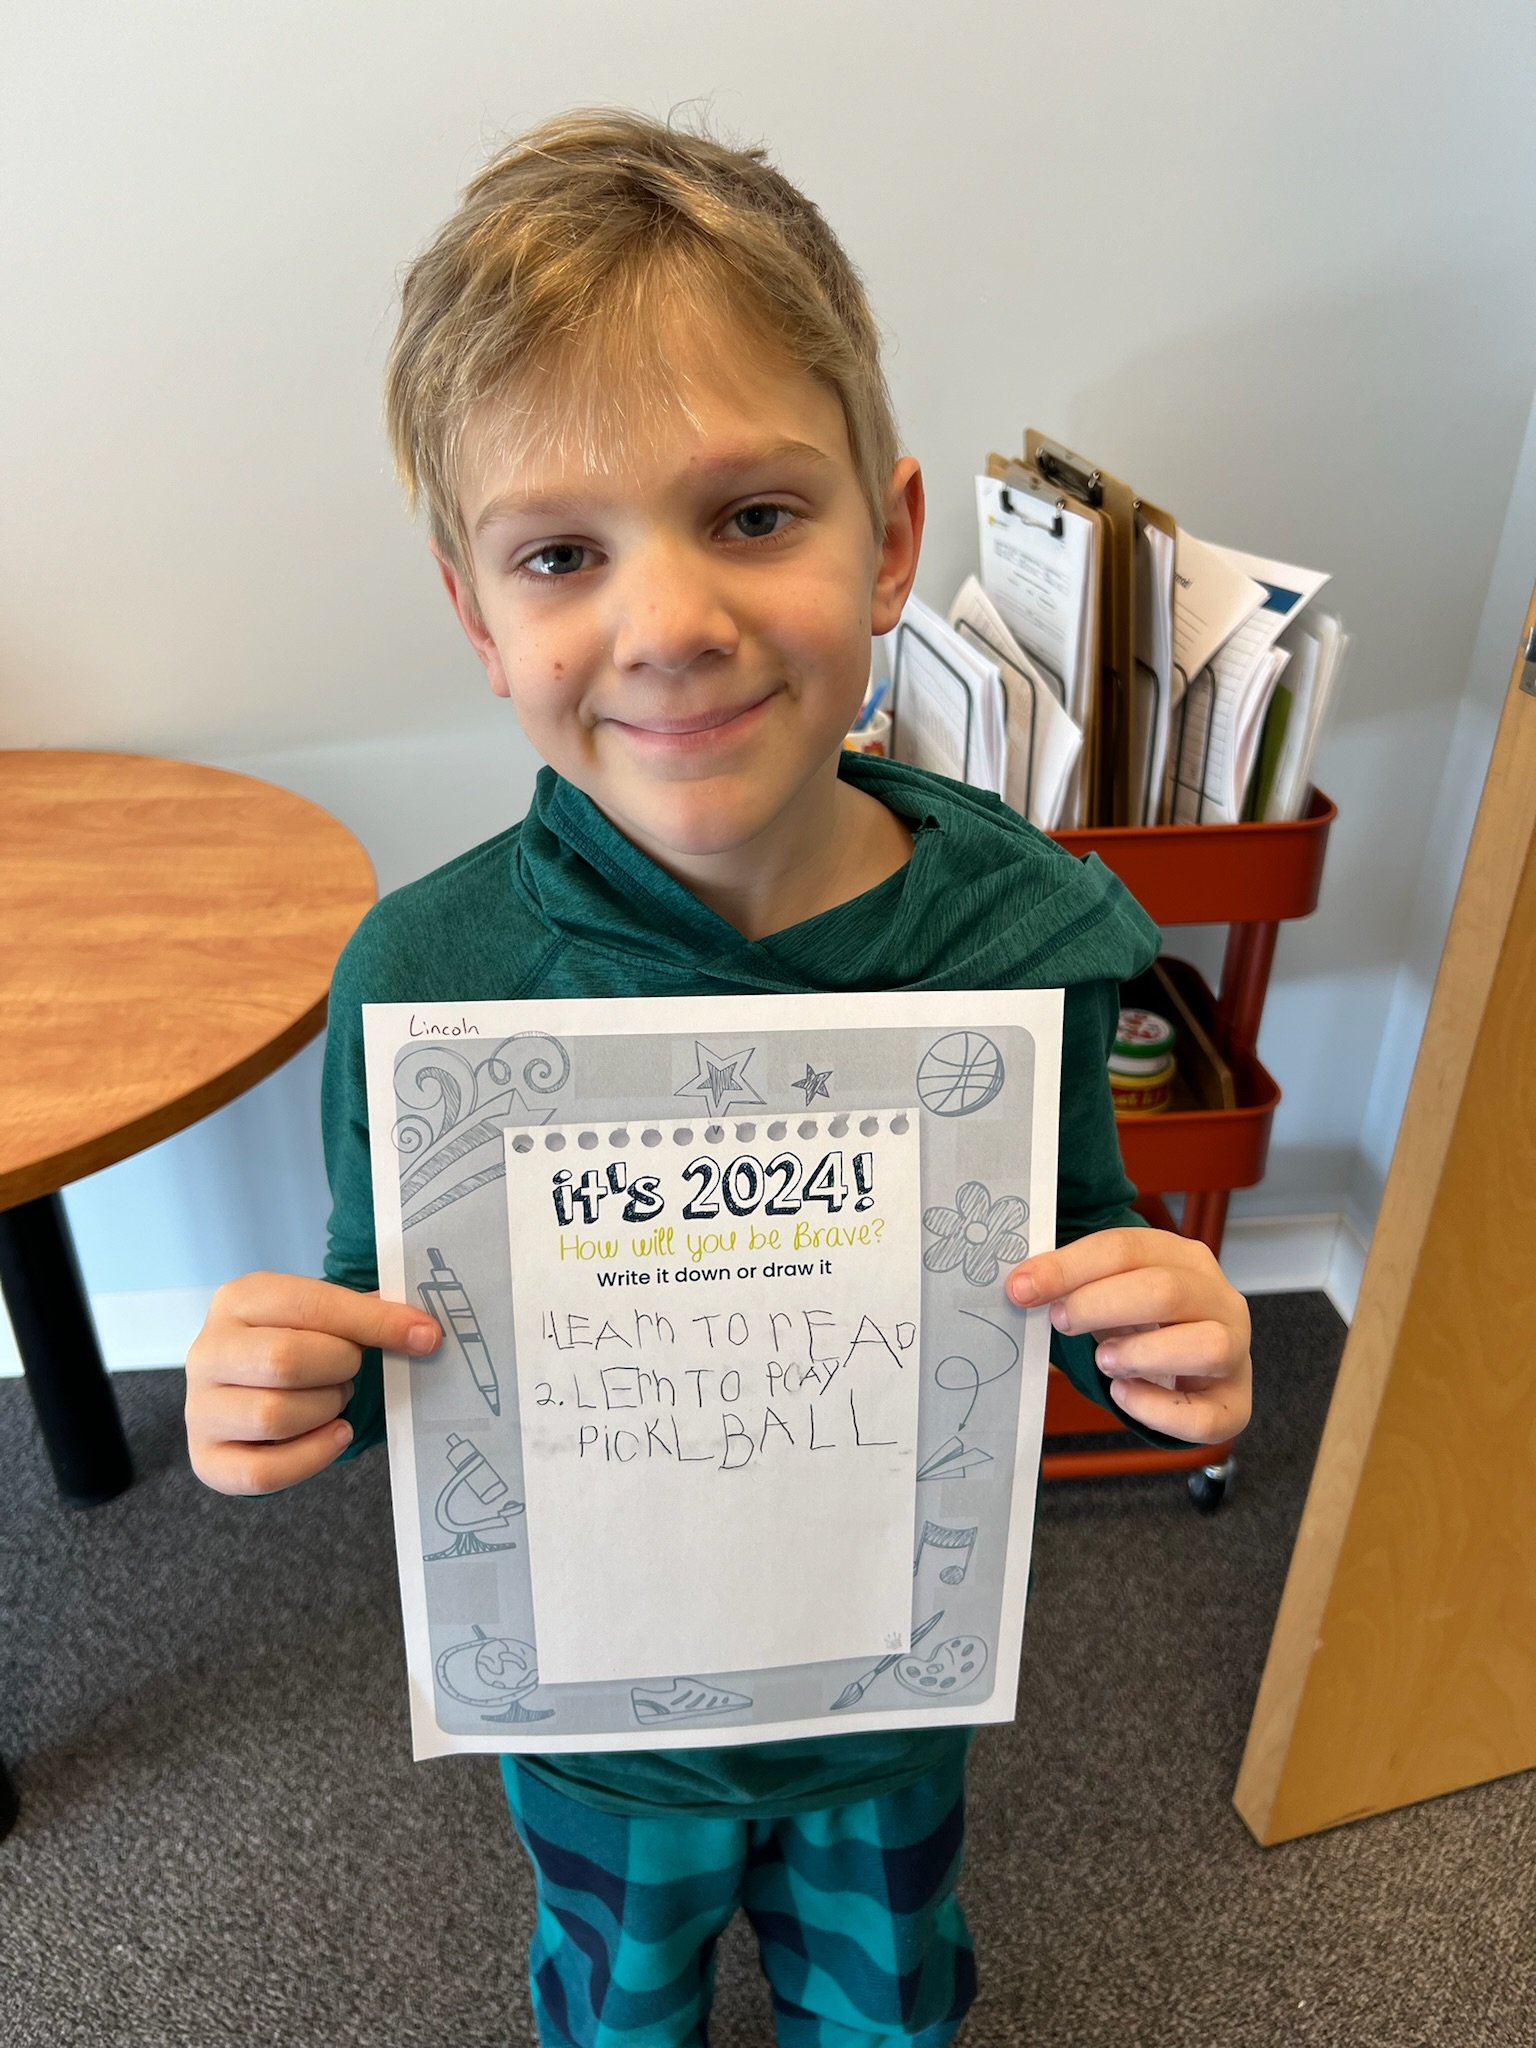 Lincoln
it's 2024!
How will you be Brave?
Write it down or draw it
1. LEArn TO rEAD
2. LErn TO PLAY
PICKL BALL